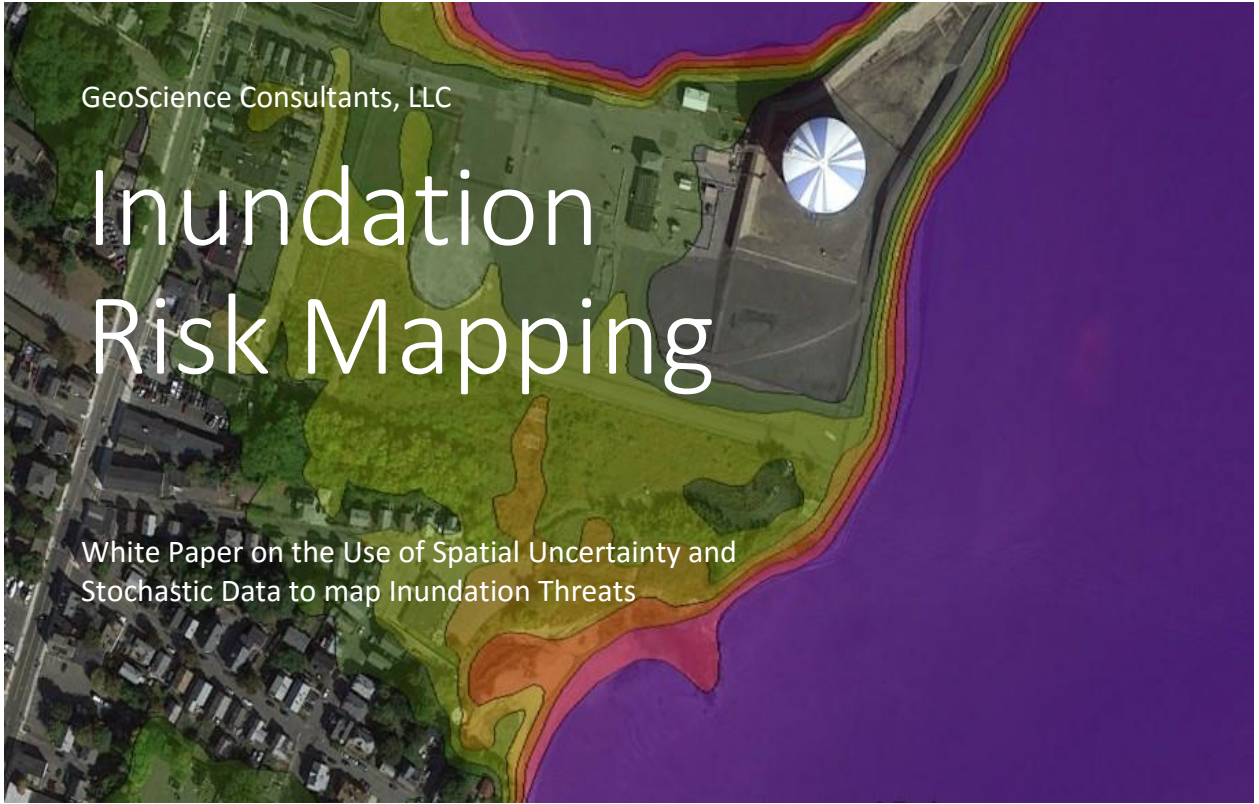 GeoScience Consultants, LLC
Inundation
Risk Mapping
White Paper on the Use of Spatial Uncertainty and
Stochastic Data to map Inundation Threats